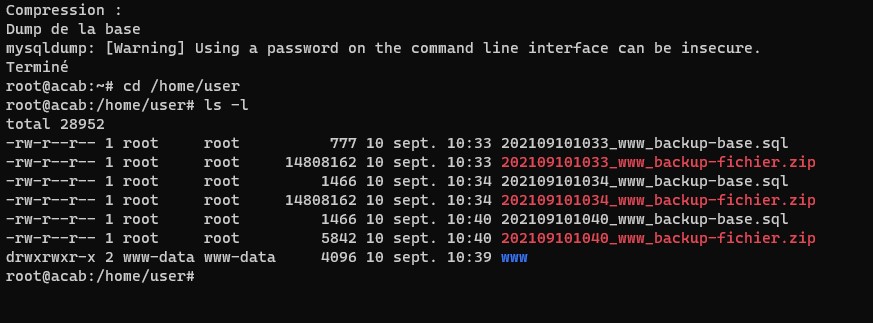 Compression :
Dump de la base
mysqldump: [Warning] Using a password on the command line interface can be insecure.
Terminé
root@acab:~# cd /home/user
root@acab:/home/user# ls -l
total 28952
-rw-r--r-- 1 root     root          777 10 sept. 10:33 202109101033_www_backup-base.sql
-rw-r--r-- 1 root     root     14808162 10 sept. 10:33 202109101033_www_backup-fichier.zip
-rw-r--r-- 1 root     root         1466 10 sept. 10:34 202109101034_www_backup-base.sql
-rw-r--r-- 1 root     root     14808162 10 sept. 10:34 202109101034_www_backup-fichier.zip
-rw-r--r-- 1 root     root         1466 10 sept. 10:40 202109101040_www_backup-base.sql
-rw-r--r-- 1 root     root         5842 10 sept. 10:40 202109101040_www_backup-fichier.zip
drwxrwxr-x 2 www-data www-data     4096 10 sept. 10:39 www
root@acab:/home/user#